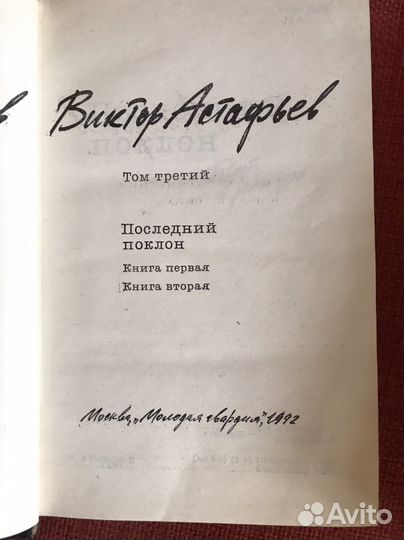 Виктор Астафьев
Том третий
Последний
поклон
Книга первая
Книга вторая
Москва, „Молодая гвардия“, 1992
Avito